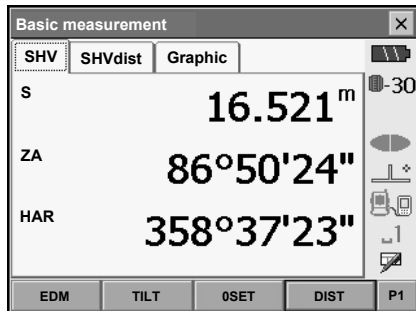 Basic measurement
SHV SHVdist Graphic
S 16.521 m
-30
ZA 86°50'24"
HAR 358°37'23"
1
EDM TILT 0SET DIST P1